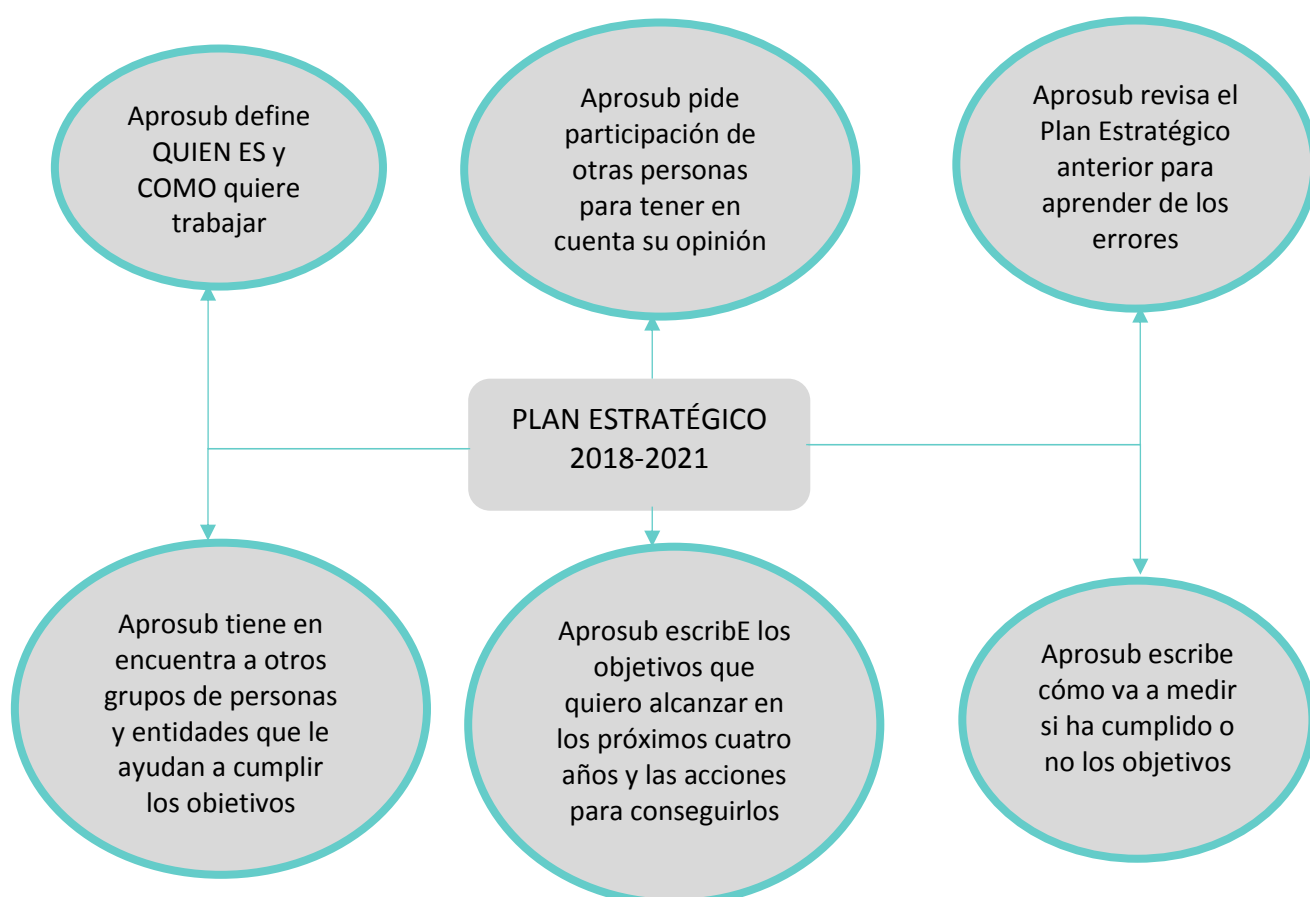 Aprosub define
QUIEN ES y
COMO quiere
trabajar
Aprosub pide
participación de
otras personas
para tener en
cuenta su opinión
Aprosub revisa el
Plan Estratégico
anterior para
aprender de los
errores
PLAN ESTRATÉGICO
2018-2021
Aprosub tiene en
encuentra a otros
grupos de personas
y entidades que le
ayudan a cumplir
los objetivos
Aprosub escribE los
objetivos que
quiero alcanzar en
los próximos cuatro
años y las acciones
para conseguirlos
Aprosub escribe
cómo va a medir
si ha cumplido o
no los objetivos